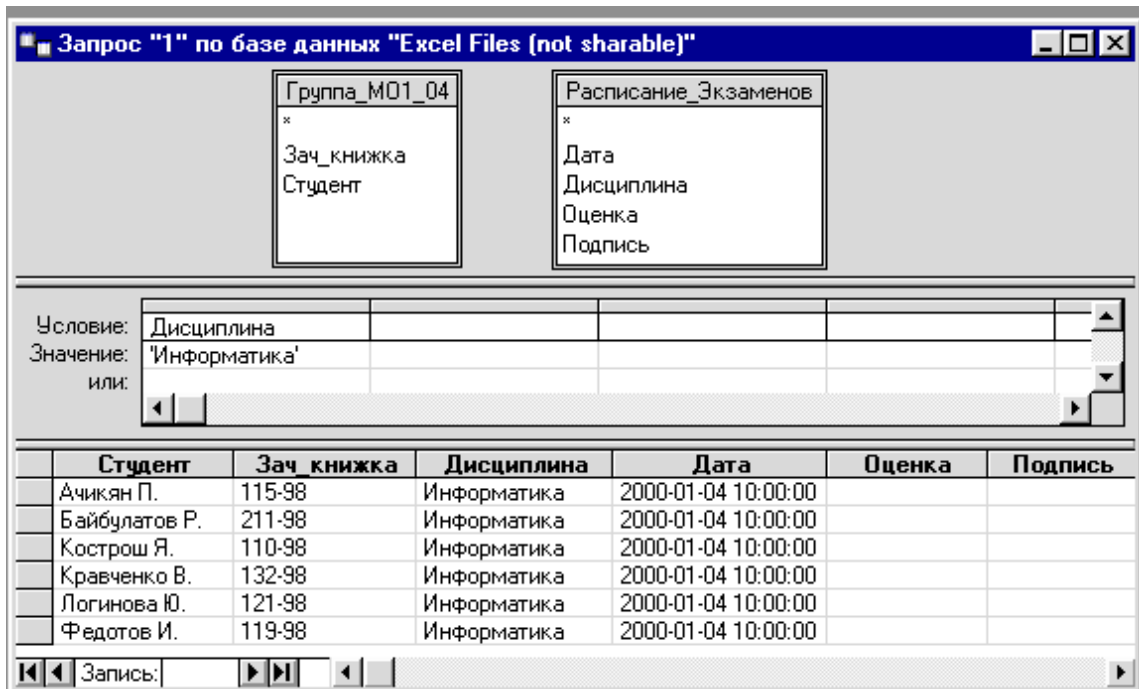 Запрос "1" по базе данных "Excel Files (not sharable)"
Группа_МО1_04
*
Зач_книжка
Студент
Расписание_Экзаменов
*
Дата
Дисциплина
Оценка
Подпись
Условие: Дисциплина
Значение: 'Информатика'
или:
Студент Зач_книжка Дисциплина Дата Оценка Подпись
Ачикян П. 115-98 Информатика 2000-01-04 10:00:00
Байбулатов Р. 211-98 Информатика 2000-01-04 10:00:00
Кострош Я. 110-98 Информатика 2000-01-04 10:00:00
Кравченко В. 132-98 Информатика 2000-01-04 10:00:00
Логинова Ю. 121-98 Информатика 2000-01-04 10:00:00
Федотов И. 119-98 Информатика 2000-01-04 10:00:00
Запись: